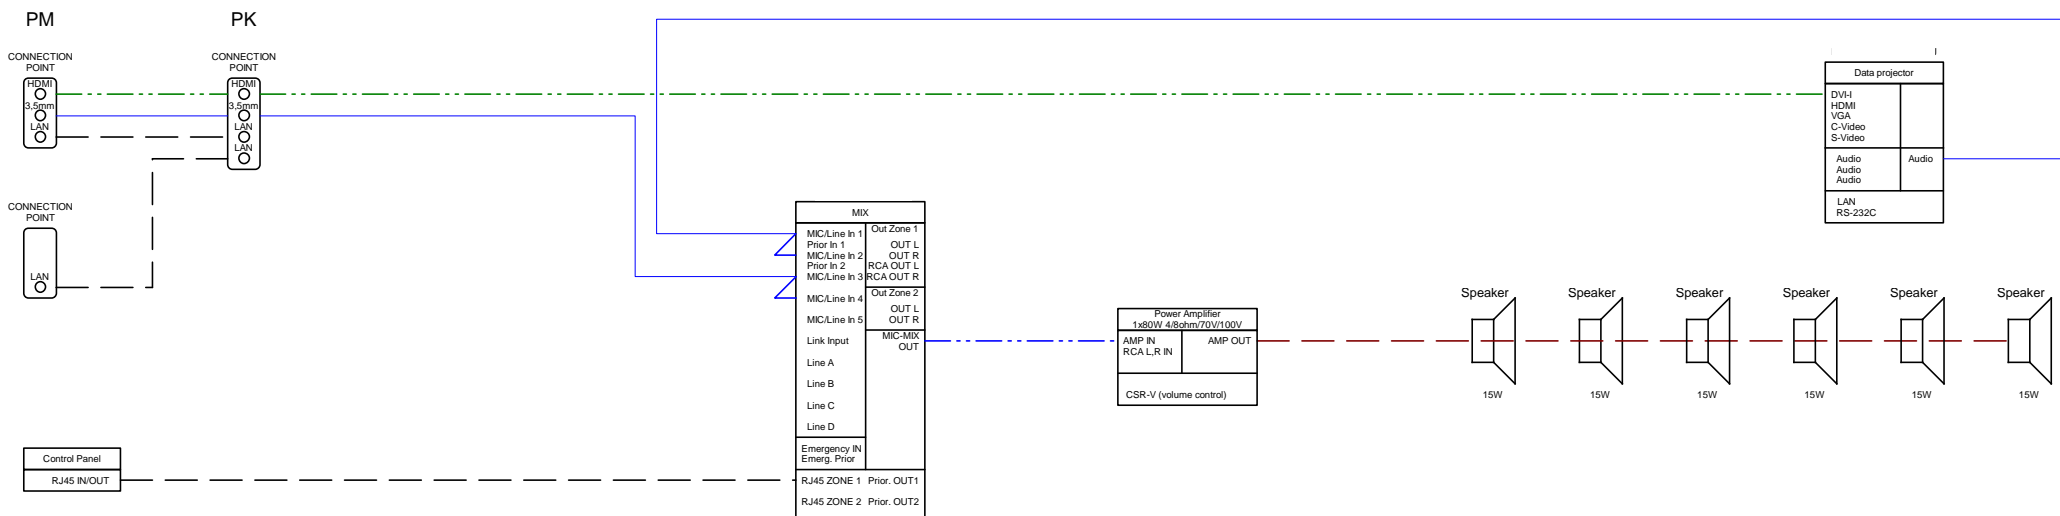 PM
PK
CONNECTION
POINT
HDMI
3,5mm
LAN
CONNECTION
POINT
HDMI
3,5mm
LAN
LAN
CONNECTION
POINT
LAN
Control Panel
RJ45 IN/OUT
MIX
MIC/Line In 1
Prior In 1
MIC/Line In 2
Prior In 2
MIC/Line In 3
MIC/Line In 4
MIC/Line In 5
Link Input
Line A
Line B
Line C
Line D
Out Zone 1
OUT L
OUT R
RCA OUT L
RCA OUT R
Out Zone 2
OUT L
OUT R
MIC-MIX
OUT
Emergency IN
Emerg. Prior
RJ45 ZONE 1 Prior. OUT1
RJ45 ZONE 2 Prior. OUT2
Power Amplifier
1x80W 4/8ohm/70V/100V
AMP IN
RCA L,R IN
AMP OUT
CSR-V (volume control)
Data projector
DVI-I
HDMI
VGA
C-Video
S-Video
Audio
Audio
Audio
Audio
LAN
RS-232C
Speaker
15W
Speaker
15W
Speaker
15W
Speaker
15W
Speaker
15W
Speaker
15W